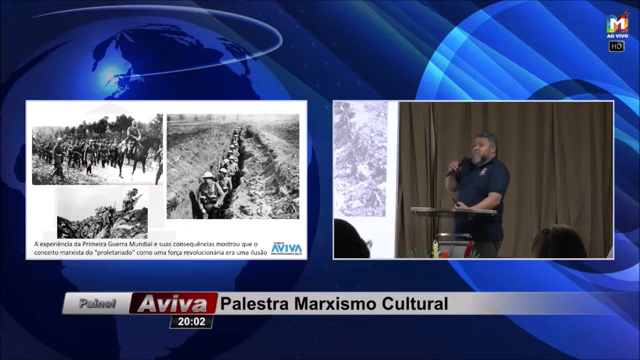 M
AO VIVO
HD
A experiência da Primeira Guerra Mundial e suas consequências mostrou que o
conceito marxista do "proletariado" como uma força revolucionária era uma ilusão
AVIVA
Painel Aviva Palestra Marxismo Cultural
20:02